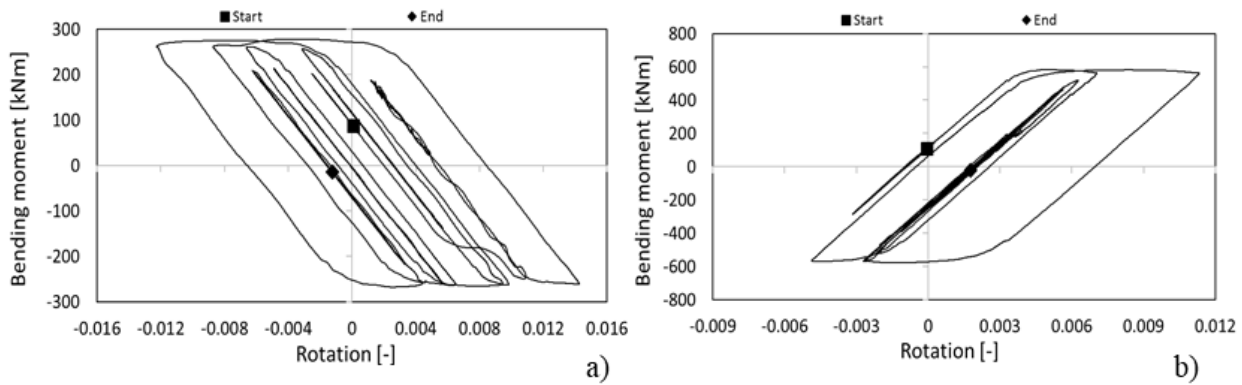 Start End
300
200
100
0
-100
-200
-300
-0.016 -0.012 -0.008 -0.004 0 0.004 0.008 0.012 0.016
Bending moment [kNm]
Rotation [-]
a)
Start End
800
600
400
200
0
-200
-400
-600
-800
-0.009 -0.006 -0.003 0 0.003 0.006 0.009 0.012
Bending moment [kNm]
Rotation [-]
b)